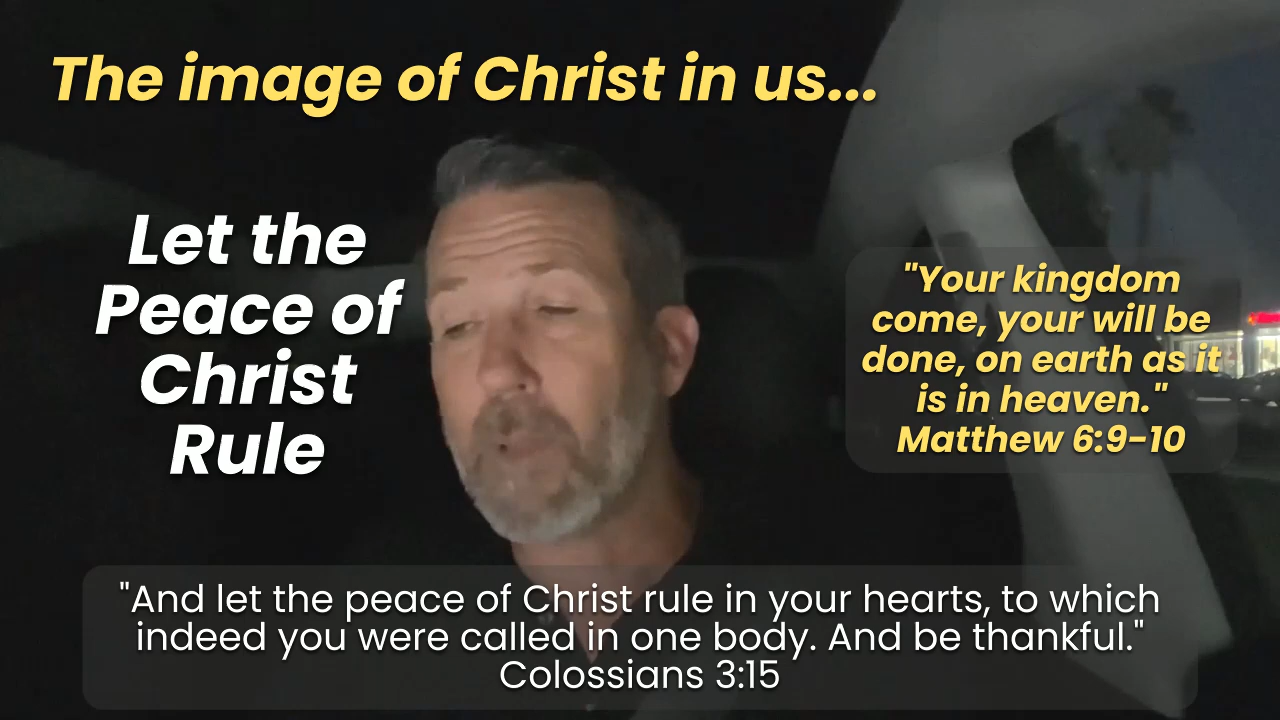 The image of Christ in us...
Let the
Peace of
Christ
Rule
"Your kingdom
come, your will be
done, on earth as it
is in heaven."
Matthew 6:9-10
"And let the peace of Christ rule in your hearts, to which
indeed you were called in one body. And be thankful."
Colossians 3:15